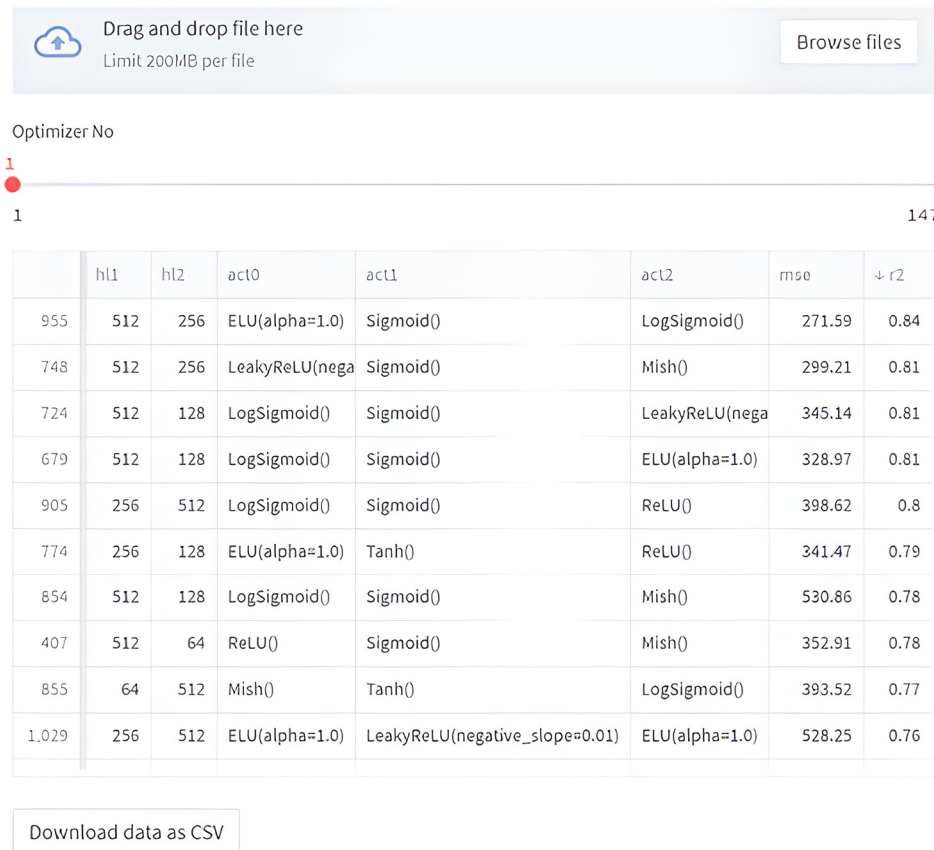 Drag and drop file here
Limit 200MB per file
Browse files
Optimizer No
1
1 147
hl1 hl2 act0 act1 act2 mse ↓ r2
955 512 256 ELU(alpha=1.0) Sigmoid() LogSigmoid() 271.59 0.84
748 512 256 LeakyReLU(nega Sigmoid() Mish() 299.21 0.81
724 512 128 LogSigmoid() Sigmoid() LeakyReLU(nega 345.14 0.81
679 512 128 LogSigmoid() Sigmoid() ELU(alpha=1.0) 328.97 0.81
905 256 512 LogSigmoid() Sigmoid() ReLU() 398.62 0.8
774 256 128 ELU(alpha=1.0) Tanh() ReLU() 341.47 0.79
854 512 128 LogSigmoid() Sigmoid() Mish() 530.86 0.78
407 512 64 ReLU() Sigmoid() Mish() 352.91 0.78
855 64 512 Mish() Tanh() LogSigmoid() 393.52 0.77
1,029 256 512 ELU(alpha=1.0) LeakyReLU(negative_slope=0.01) ELU(alpha=1.0) 528.25 0.76
Download data as CSV